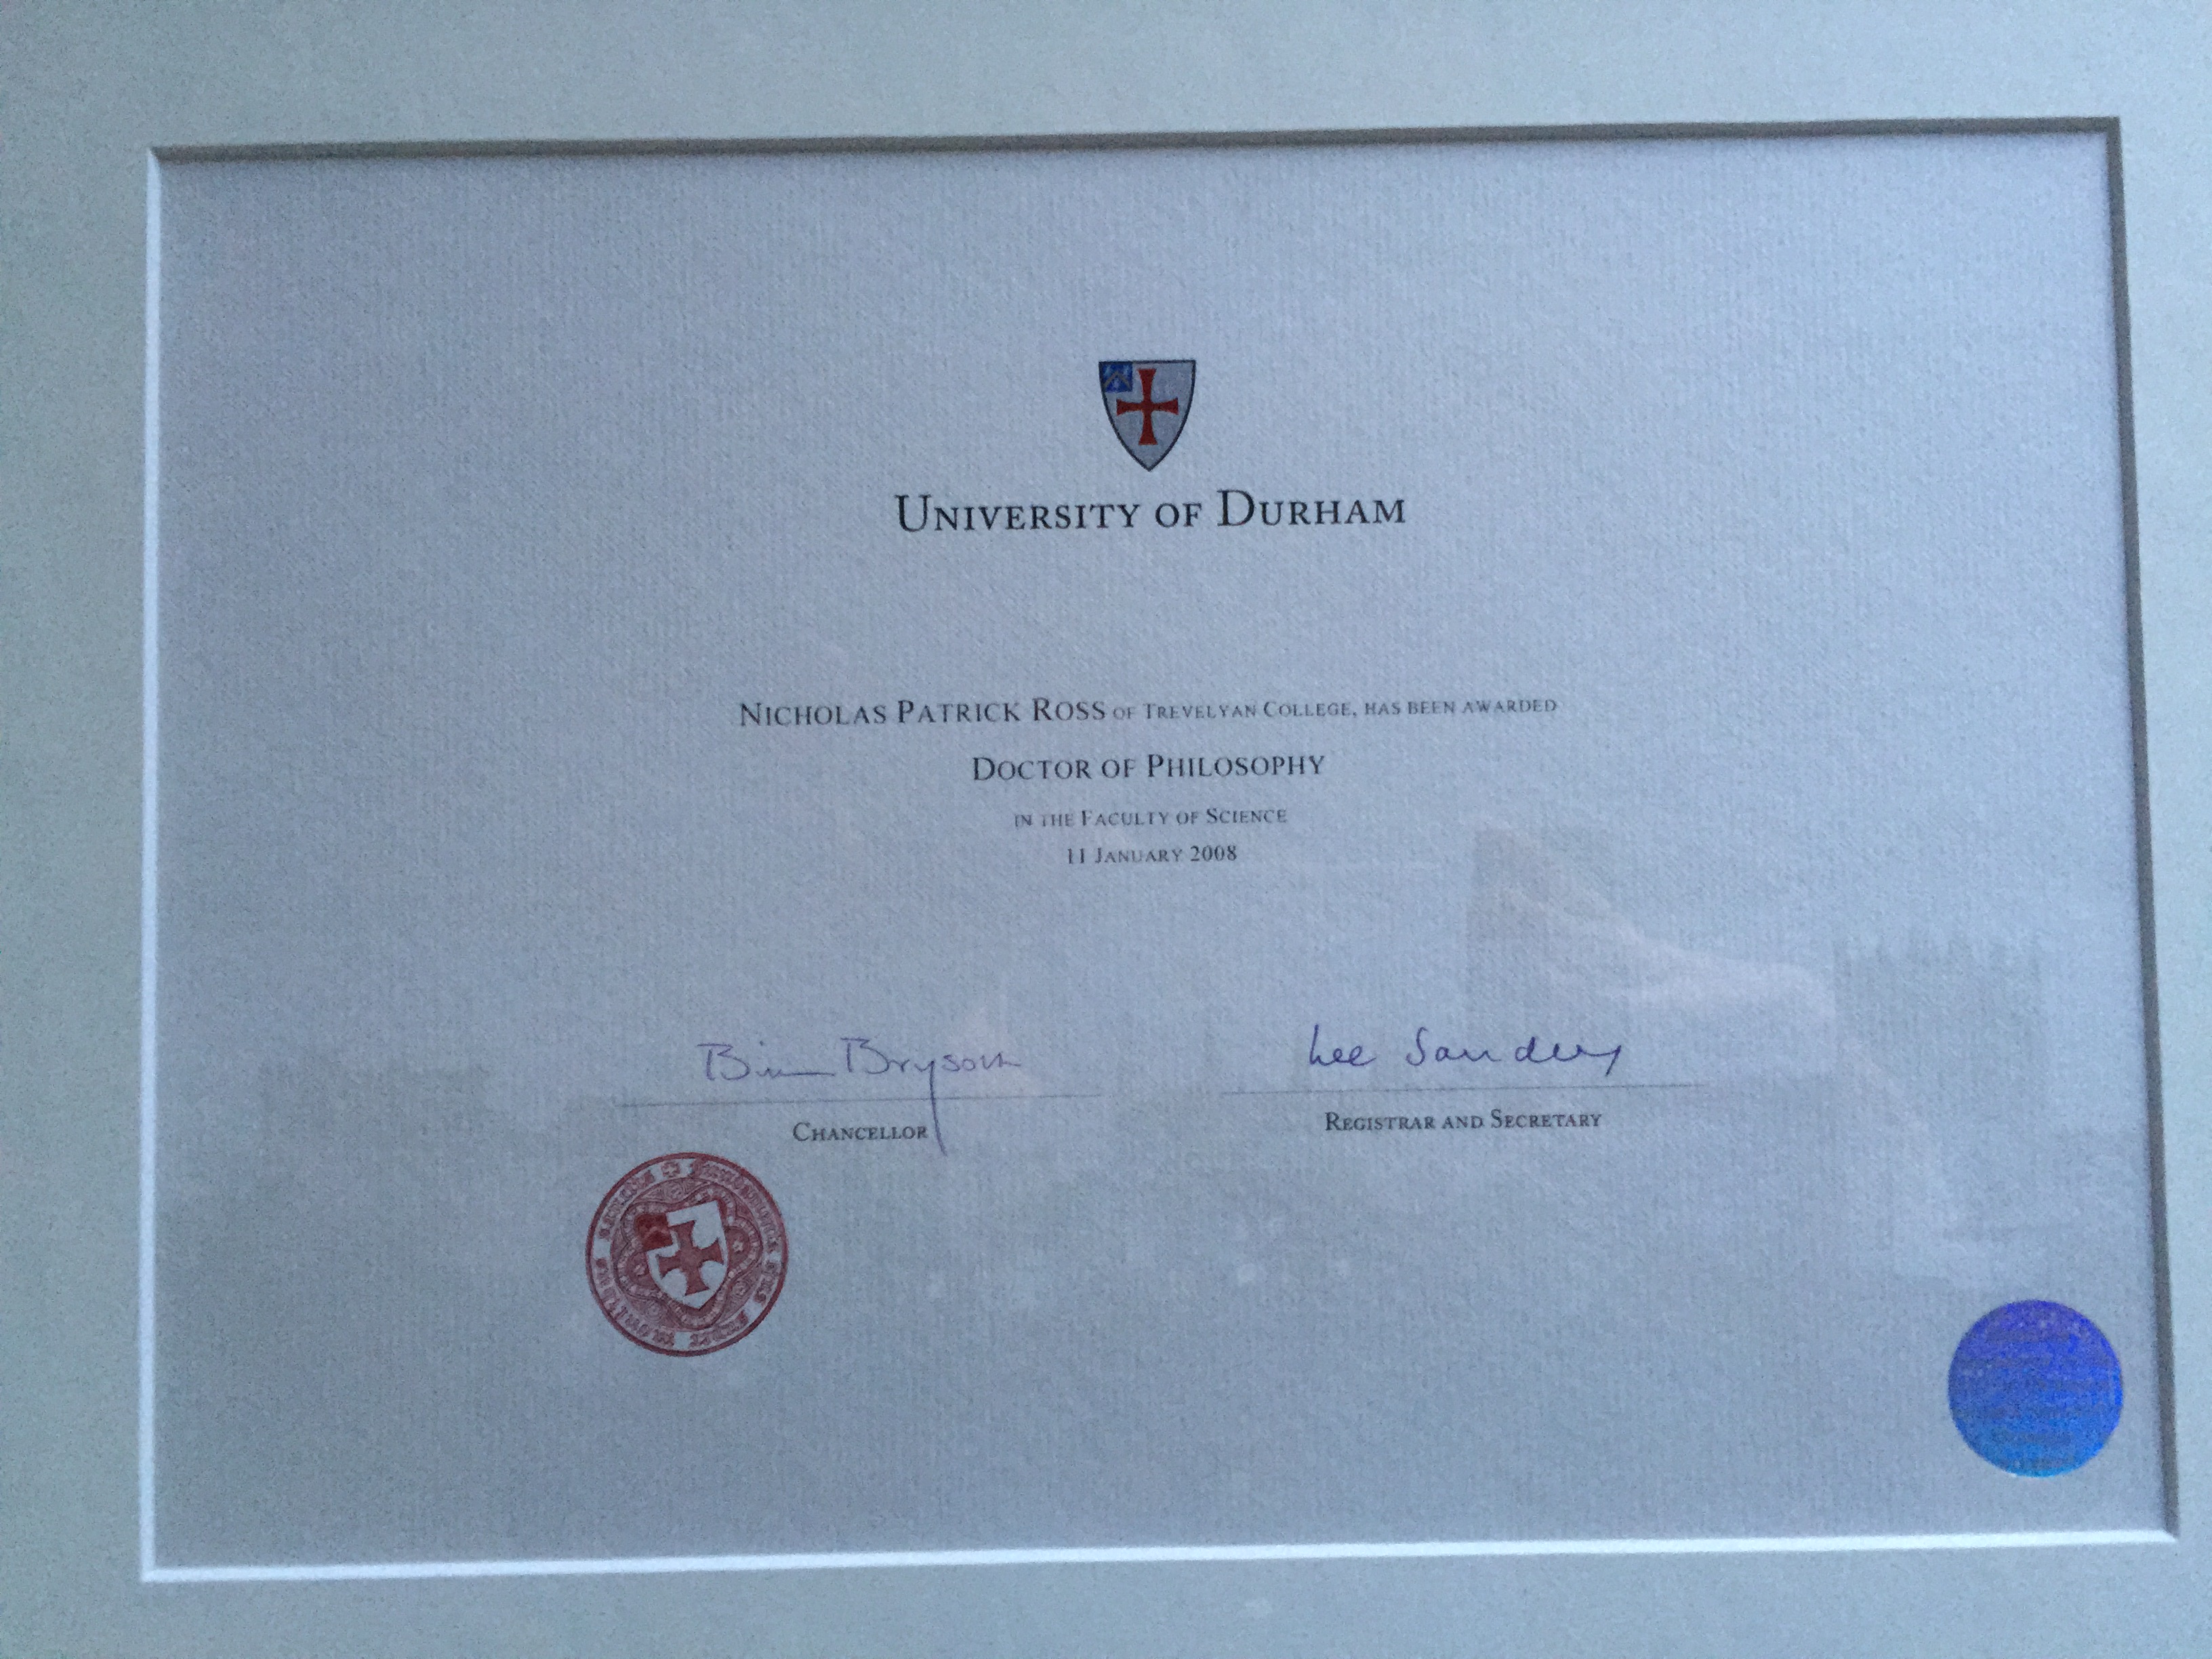 UNIVERSITY OF DURHAM
NICHOLAS PATRICK ROSS OF TREVELYAN COLLEGE, HAS BEEN AWARDED
DOCTOR OF PHILOSOPHY
IN THE FACULTY OF SCIENCE
11 JANUARY 2008
Bill Bryson
CHANCELLOR
Lee Sanders
REGISTRAR AND SECRETARY